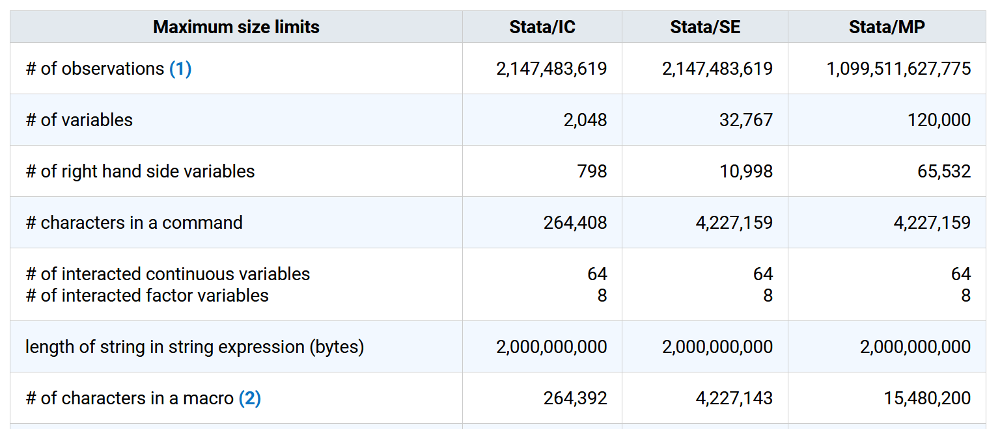 Maximum size limits Stata/IC Stata/SE Stata/MP
# of observations (1) 2,147,483,619 2,147,483,619 1,099,511,627,775
# of variables 2,048 32,767 120,000
# of right hand side variables 798 10,998 65,532
# characters in a command 264,408 4,227,159 4,227,159
# of interacted continuous variables 64 64 64
# of interacted factor variables 8 8 8
length of string in string expression (bytes) 2,000,000,000 2,000,000,000 2,000,000,000
# of characters in a macro (2) 264,392 4,227,143 15,480,200